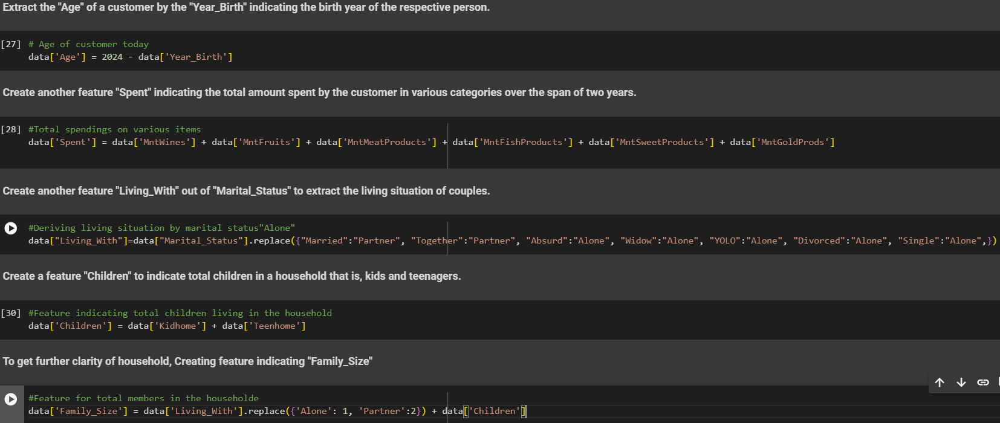 Extract the "Age" of a customer by the "Year_Birth" indicating the birth year of the respective person.
[27] # Age of customer today
data['Age'] = 2024 - data['Year_Birth']
Create another feature "Spent" indicating the total amount spent by the customer in various categories over the span of two years.
[28] #Total spendings on various items
data['Spent'] = data['MntWines'] + data['MntFruits'] + data['MntMeatProducts'] + data['MntFishProducts'] + data['MntSweetProducts'] + data['MntGoldProds']
Create another feature "Living_With" out of "Marital_Status" to extract the living situation of couples.
#Deriving living situation by marital status"Alone"
data["Living_With"]=data["Marital_Status"].replace({"Married":"Partner", "Together":"Partner", "Absurd":"Alone", "Widow":"Alone", "YOLO":"Alone", "Divorced":"Alone", "Single":"Alone",})
Create a feature "Children" to indicate total children in a household that is, kids and teenagers.
[30] #Feature indicating total children living in the household
data['Children'] = data['Kidhome'] + data['Teenhome']
To get further clarity of household, Creating feature indicating "Family_Size"
#Feature for total members in the householde
data['Family_Size'] = data['Living_With'].replace({'Alone': 1, 'Partner':2}) + data['Children']